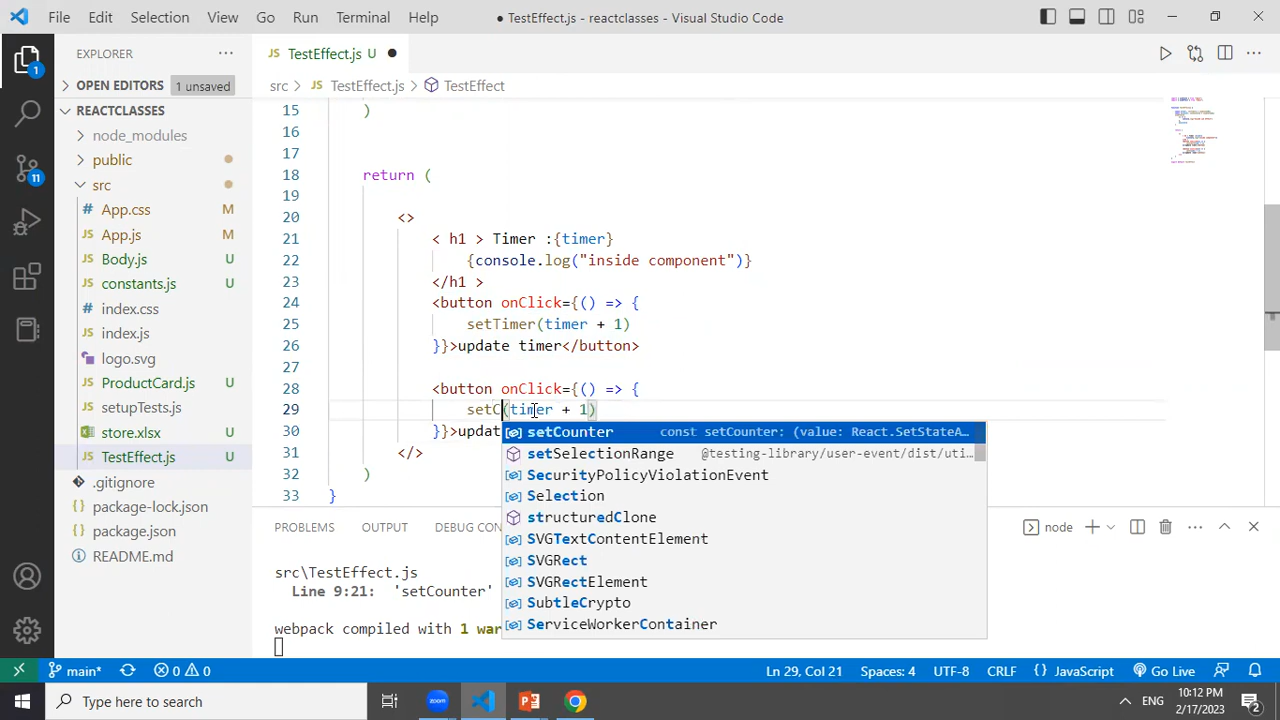 File Edit Selection View Go Run Terminal Help
● TestEffect.js - reactclasses - Visual Studio Code
EXPLORER
OPEN EDITORS 1 unsaved
REACTCLASSES
node_modules
public
src
App.css M
App.js M
Body.js U
constants.js U
index.css
index.js
logo.svg
ProductCard.js U
setupTests.js
store.xlsx U
TestEffect.js U
.gitignore
package-lock.json
package.json
README.md
1
11
JS TestEffect.js U ●
src > JS TestEffect.js > TestEffect
15 )
16
17
18 return (
19
20 <>
21 < h1 > Timer :{timer}
22 {console.log("inside component")}
23 </h1 >
24 <button onClick={() => {
25 setTimer(timer + 1)
26 }}>update timer</button>
27
28 <button onClick={() => {
29 setC(timer + 1)
30 }}>updat
31 </>
32 )
33 }
setCounter const setCounter: (value: React.SetStateA…
setSelectionRange @testing-library/user-event/dist/uti…
SecurityPolicyViolationEvent
Selection
structuredClone
SVGTextContentElement
SVGRect
SVGRectElement
SubtleCrypto
ServiceWorkerContainer
PROBLEMS OUTPUT DEBUG CON
node
src\TestEffect.js
Line 9:21: 'setCounter'
webpack compiled with 1 war
main* 0 0
Ln 29, Col 21 Spaces: 4 UTF-8 CRLF {} JavaScript Go Live
Type here to search
zoom
ENG
10:12 PM
2/17/2023
2